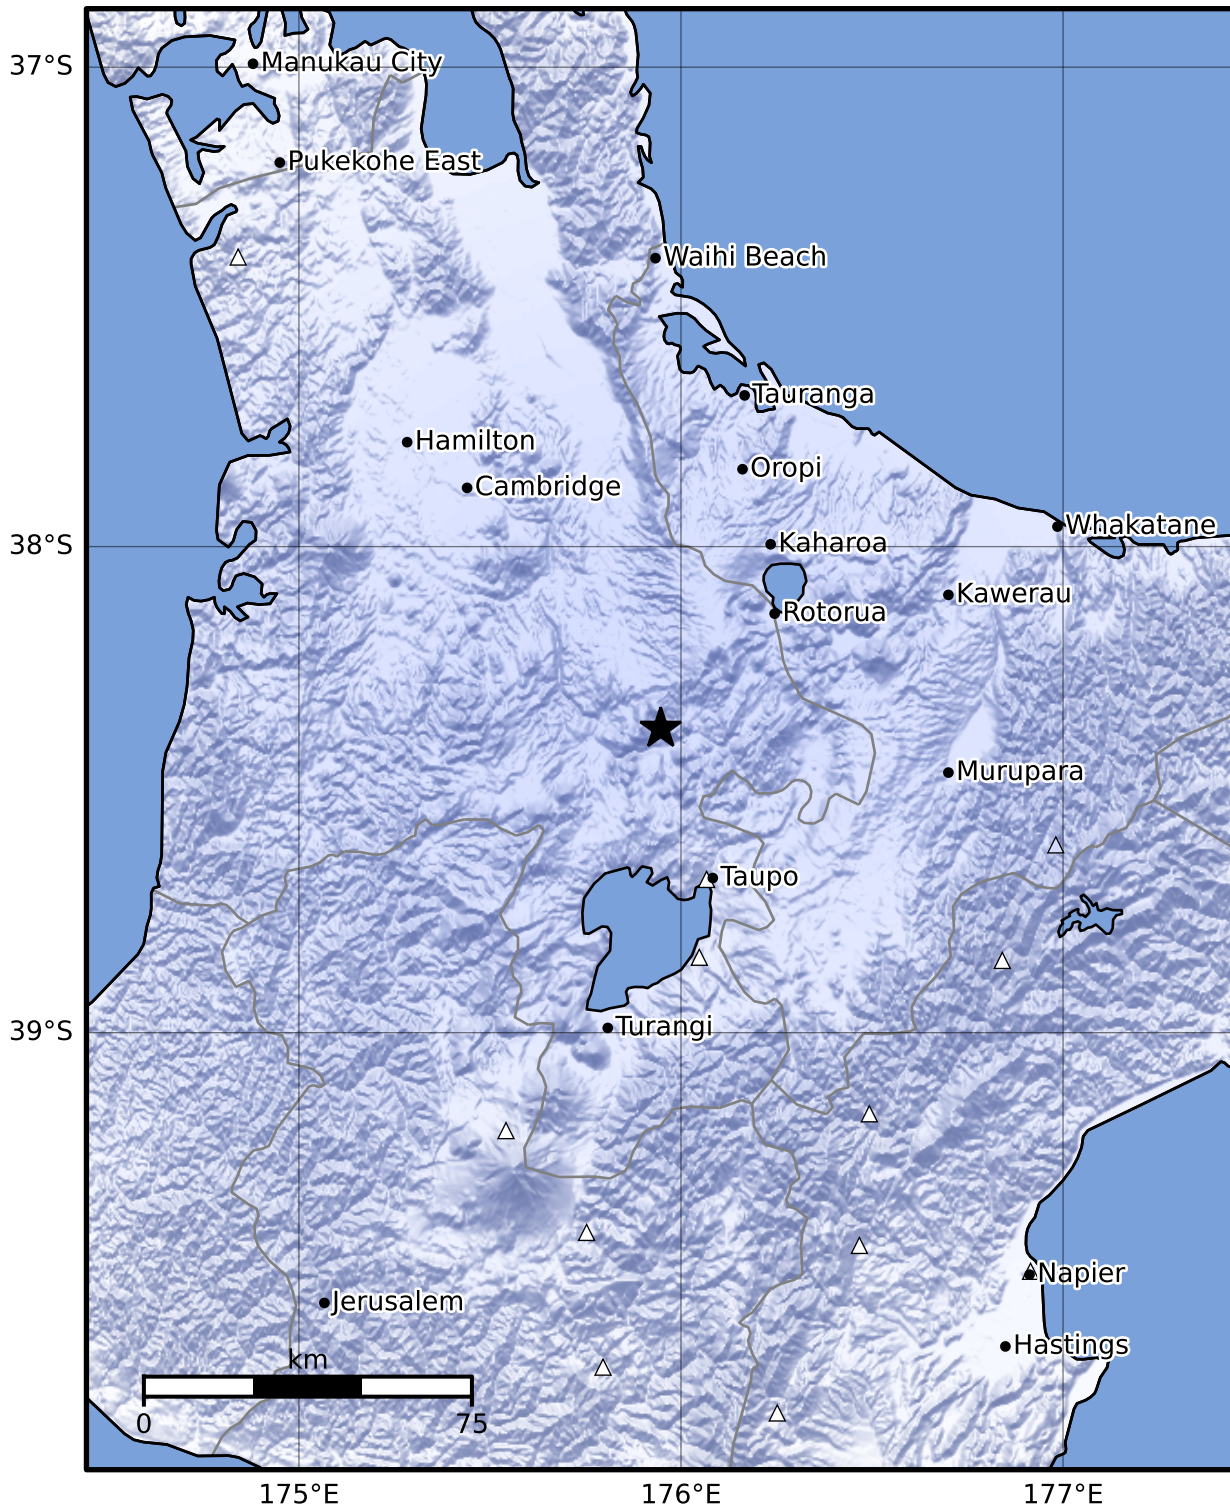 37°S
Manukau City
Pukekohe East
Waihi Beach
Tauranga
Hamilton
Oropi
Cambridge
Whakatane
38°S
Kaharoa
Kawerau
Rotorua
Murupara
Taupo
39°S
Turangi
Napier
Jerusalem
Hastings
km
0 75
175°E 176°E 177°E